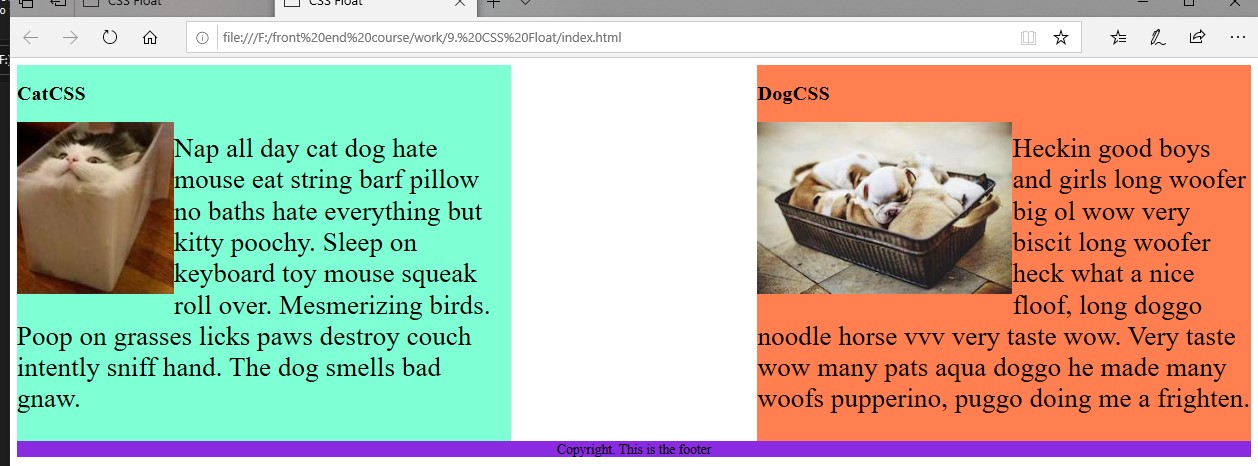 CSS Float
CSS Float
file:///F:/front%20end%20course/work/9.%20CSS%20Float/index.html
CatCSS
Nap all day cat dog hate
mouse eat string barf pillow
no baths hate everything but
kitty poochy. Sleep on
keyboard toy mouse squeak
roll over. Mesmerizing birds.
Poop on grasses licks paws destroy couch
intently sniff hand. The dog smells bad
gnaw.
DogCSS
Heckin good boys
and girls long woofer
big ol wow very
biscit long woofer
heck what a nice
floof, long doggo
noodle horse vvv very taste wow. Very taste
wow many pats aqua doggo he made many
woofs pupperino, puggo doing me a frighten.
Copyright. This is the footer